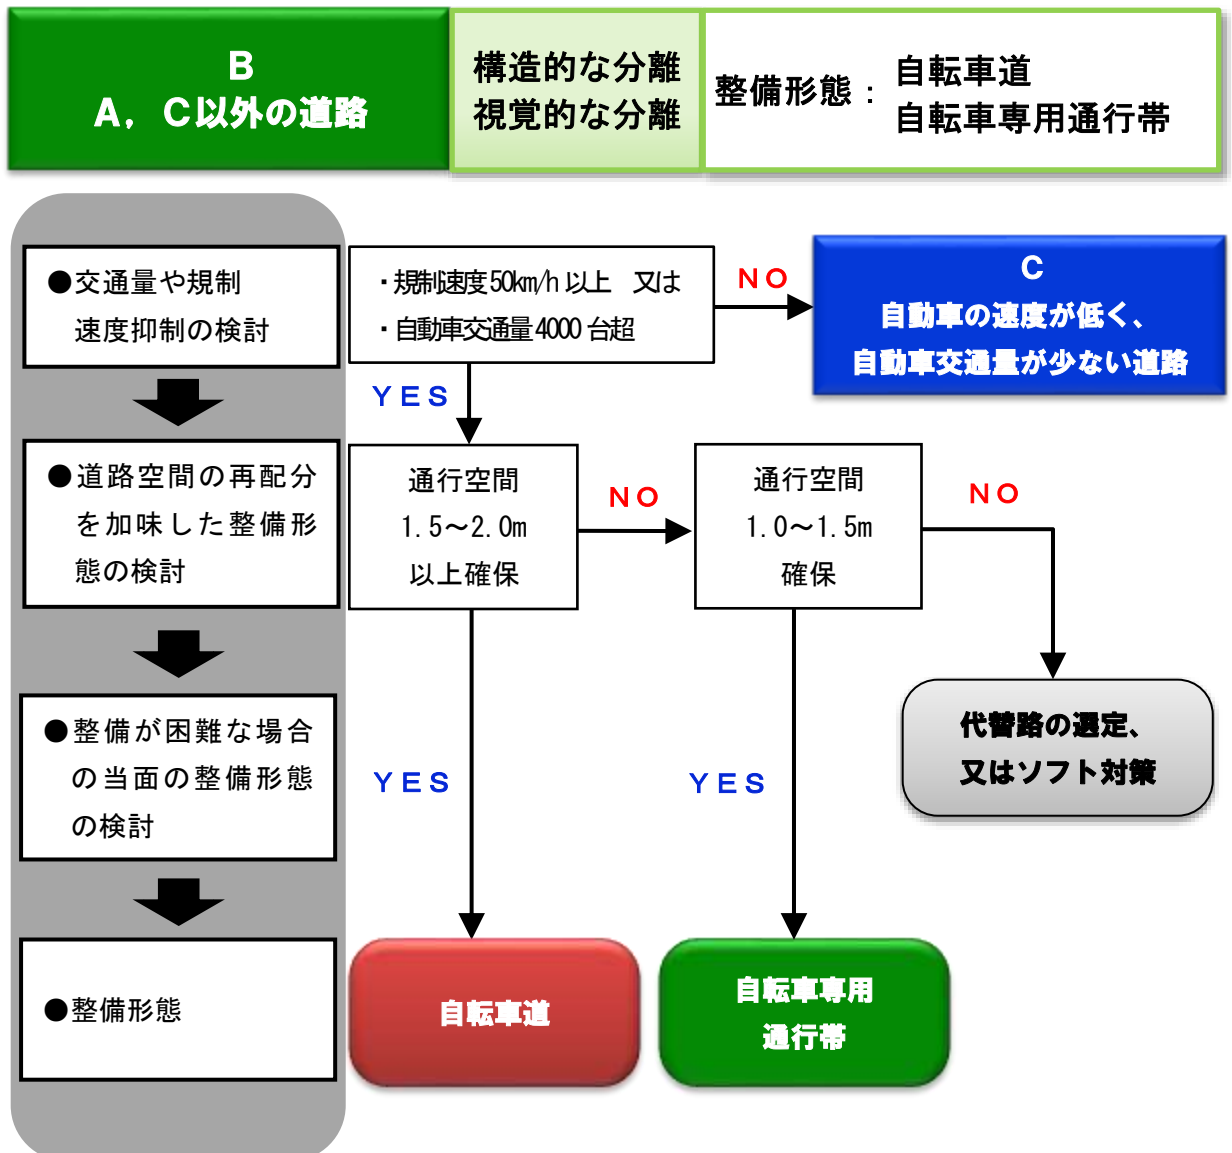 B
A，C以外の道路
構造的な分離
視覚的な分離
整備形態：
自転車道
自転車専用通行帯
●交通量や規制
速度抑制の検討
・規制速度50km/h以上　又は
・自動車交通量4000台超
NO
C
自動車の速度が低く、
自動車交通量が少ない道路
YES
●道路空間の再配分
を加味した整備形
態の検討
通行空間
1.5～2.0m
以上確保
NO
通行空間
1.0～1.5m
確保
NO
●整備が困難な場合
の当面の整備形態
の検討
YES
YES
代替路の選定、
又はソフト対策
●整備形態
自転車道
自転車専用
通行帯